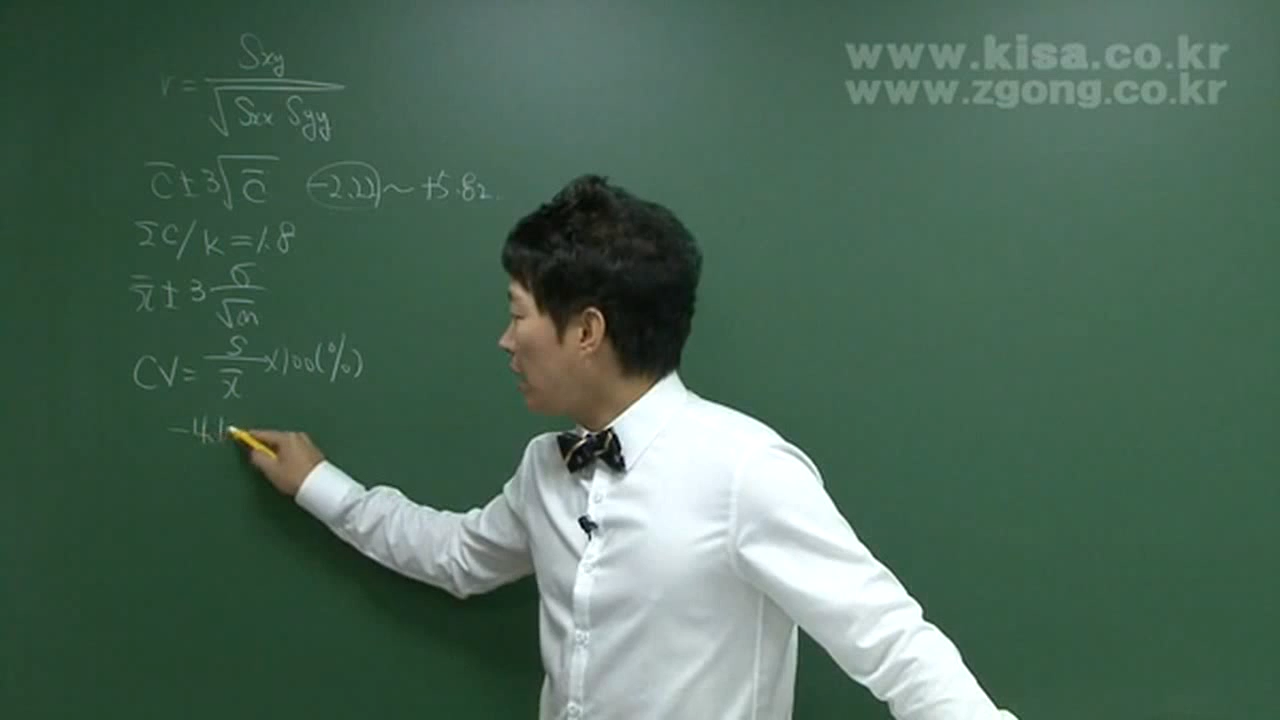 www.kisa.co.kr
www.zgong.co.kr
r = Sxy / √Sxx Syy
c̄ ± 3√c̄ -2.22 ~ +5.82
Σc/k = 1.8
x̿ ± 3 σ/√n
CV = s/x̄ ×100(%)